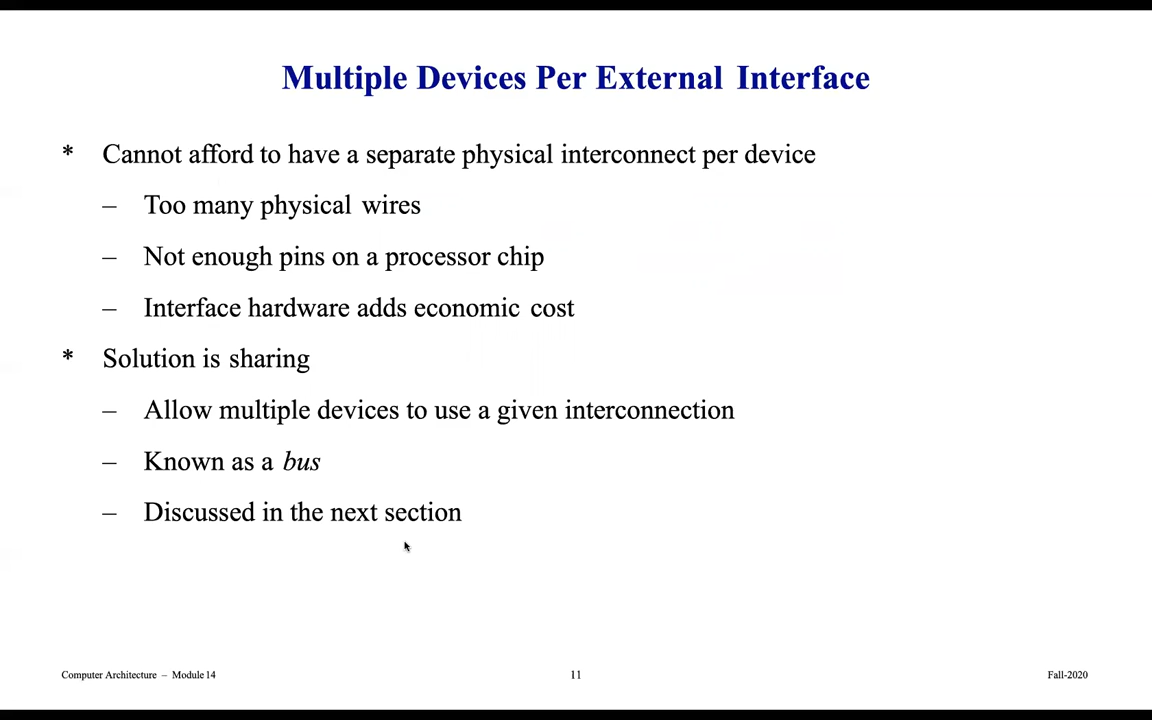 Multiple Devices Per External Interface
* Cannot afford to have a separate physical interconnect per device
– Too many physical wires
– Not enough pins on a processor chip
– Interface hardware adds economic cost
* Solution is sharing
– Allow multiple devices to use a given interconnection
– Known as a bus
– Discussed in the next section
Computer Architecture – Module 14 11 Fall-2020